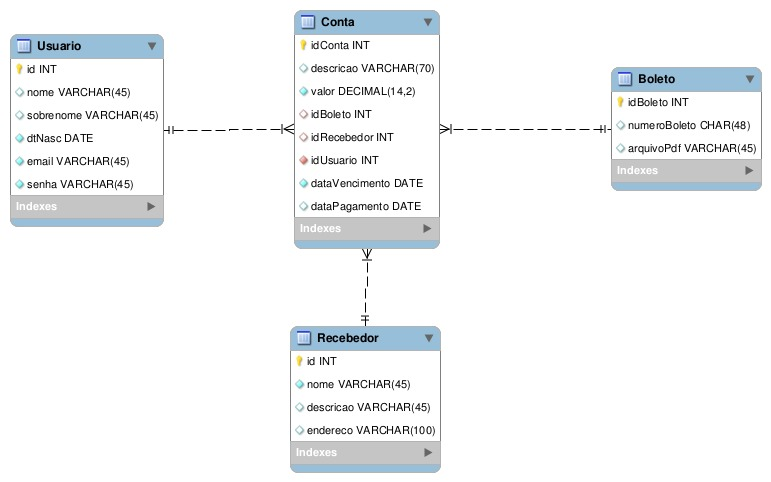 Usuario
id INT
nome VARCHAR(45)
sobrenome VARCHAR(45)
dtNasc DATE
email VARCHAR(45)
senha VARCHAR(45)
Indexes
Conta
idConta INT
descricao VARCHAR(70)
valor DECIMAL(14,2)
idBoleto INT
idRecebedor INT
idUsuario INT
dataVencimento DATE
dataPagamento DATE
Indexes
Boleto
idBoleto INT
numeroBoleto CHAR(48)
arquivoPdf VARCHAR(45)
Indexes
Recebedor
id INT
nome VARCHAR(45)
descricao VARCHAR(45)
endereco VARCHAR(100)
Indexes